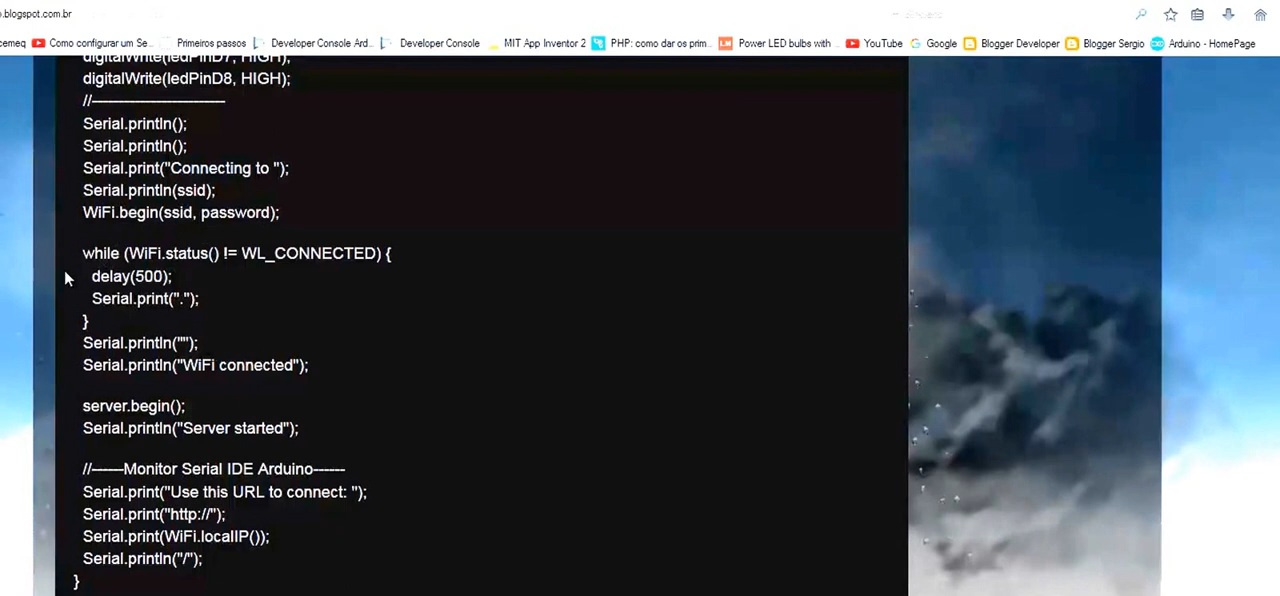 o.blogspot.com.br
cemeq Como configurar um Se... Primeiros passos Developer Console Ard... Developer Console MIT App Inventor 2 PHP: como dar os prim... Power LED bulbs with ... YouTube Google Blogger Developer Blogger Sergio Arduino - HomePage
digitalWrite(ledPinD7, HIGH);
digitalWrite(ledPinD8, HIGH);
//-------------------------
Serial.println();
Serial.println();
Serial.print("Connecting to ");
Serial.println(ssid);
WiFi.begin(ssid, password);
while (WiFi.status() != WL_CONNECTED) {
delay(500);
Serial.print(".");
}
Serial.println("");
Serial.println("WiFi connected");
server.begin();
Serial.println("Server started");
//------Monitor Serial IDE Arduino------
Serial.print("Use this URL to connect: ");
Serial.print("http://");
Serial.print(WiFi.localIP());
Serial.println("/");
}